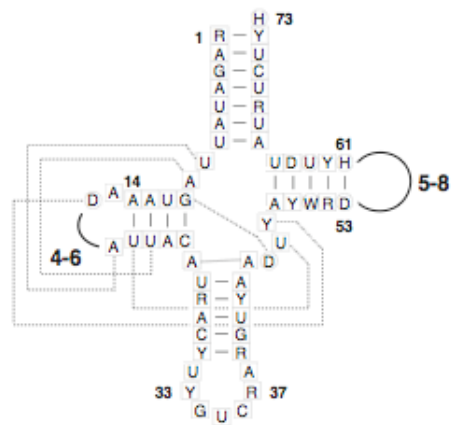 H 73
1 R Y
A U
G C
A U
U R
A U
U A
61
U U D U Y H
14 A
5-8
D A A A U G A Y W R D
Y 53
A U U A C U
4-6 A A D
U A
R Y
A U
C G
Y R
U A
33 Y R 37
G C
U